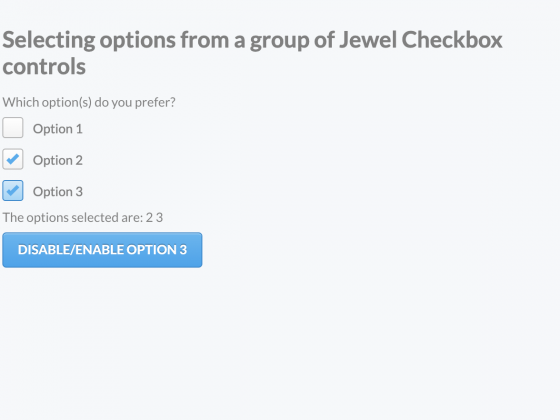 Selecting options from a group of Jewel Checkbox
controls
Which option(s) do you prefer?
Option 1
Option 2
Option 3
The options selected are: 2 3
DISABLE/ENABLE OPTION 3